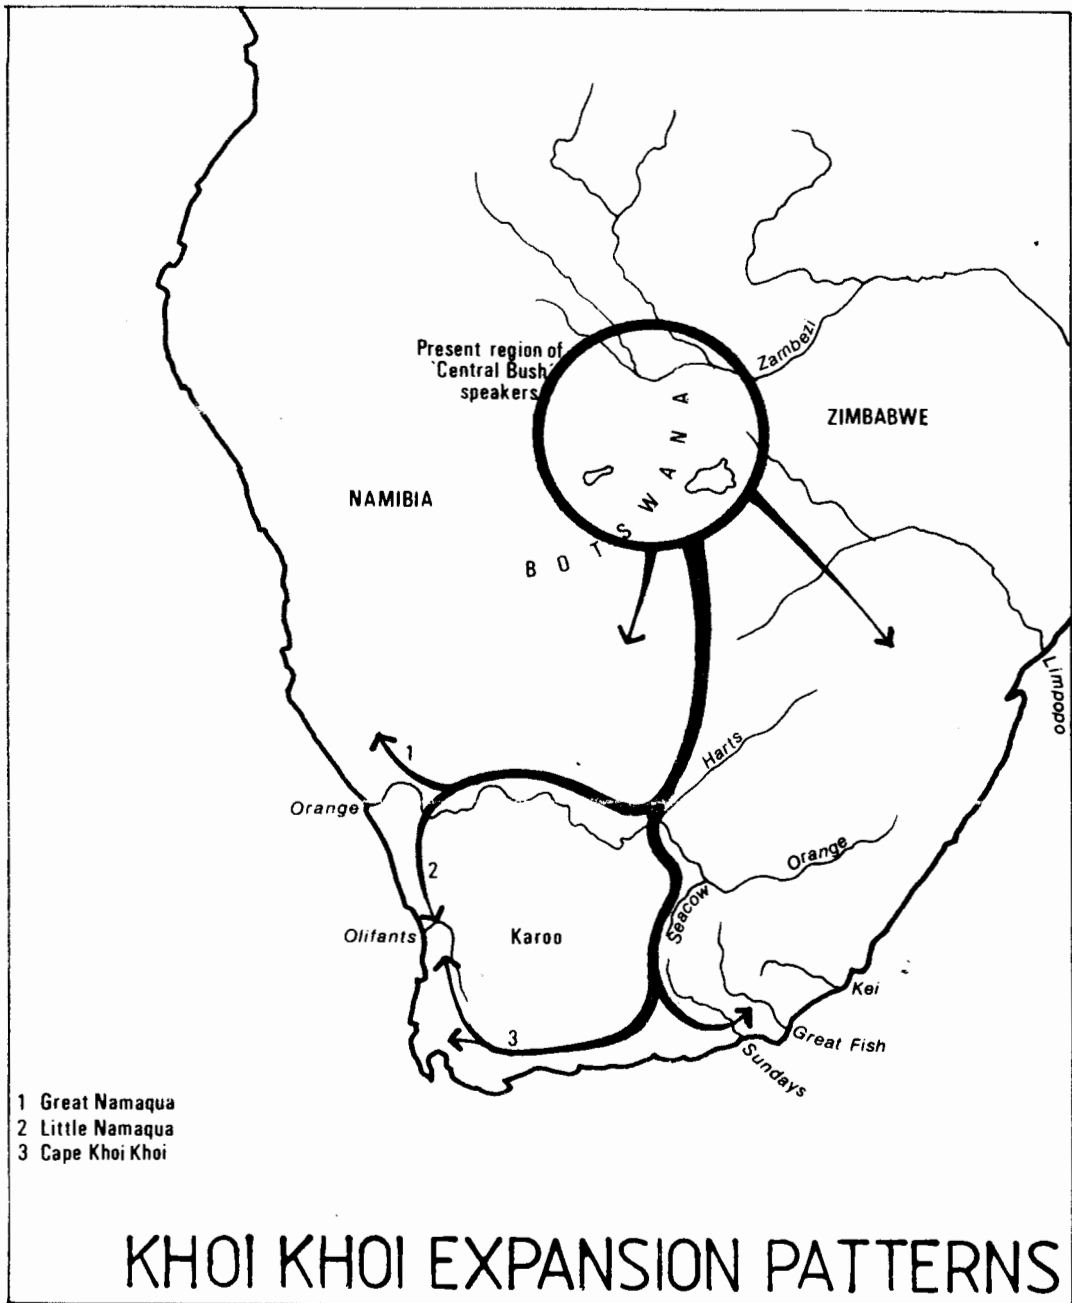 Present region of
'Central Bush'
speakers
Zambezi
ZIMBABWE
NAMIBIA
BOTSWANA
Limpopo
1
Harts
Orange
2
Orange
Seacow
Olifants
Karoo
Kei
3
Great Fish
Sundays
1 Great Namaqua
2 Little Namaqua
3 Cape Khoi Khoi
KHOI KHOI EXPANSION PATTERNS